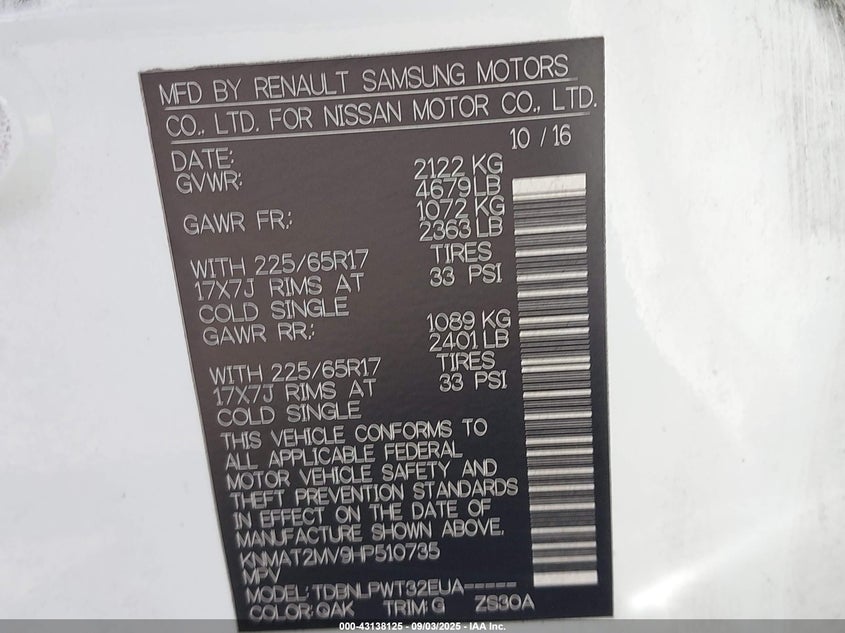 MFD BY RENAULT SAMSUNG MOTORS
CO., LTD. FOR NISSAN MOTOR CO., LTD.
DATE: 10 / 16
GVWR: 2122 KG
4679 LB
GAWR FR.: 1072 KG
2363 LB
WITH 225/65R17 TIRES
17X7J RIMS AT 33 PSI
COLD SINGLE
GAWR RR.: 1089 KG
2401 LB
WITH 225/65R17 TIRES
17X7J RIMS AT 33 PSI
COLD SINGLE
THIS VEHICLE CONFORMS TO
ALL APPLICABLE FEDERAL
MOTOR VEHICLE SAFETY AND
THEFT PREVENTION STANDARDS
IN EFFECT ON THE DATE OF
MANUFACTURE SHOWN ABOVE.
KNMAT2MV9HP510735
MPV
MODEL: TDBNLPWT32EUA-----
COLOR: QAK TRIM: G ZS30A
000-43138125 - 09/03/2025 - IAA Inc.